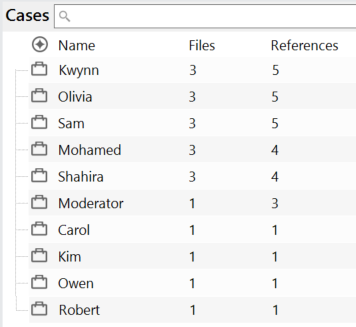 Cases
Name Files References
Kwynn 3 5
Olivia 3 5
Sam 3 5
Mohamed 3 4
Shahira 3 4
Moderator 1 3
Carol 1 1
Kim 1 1
Owen 1 1
Robert 1 1